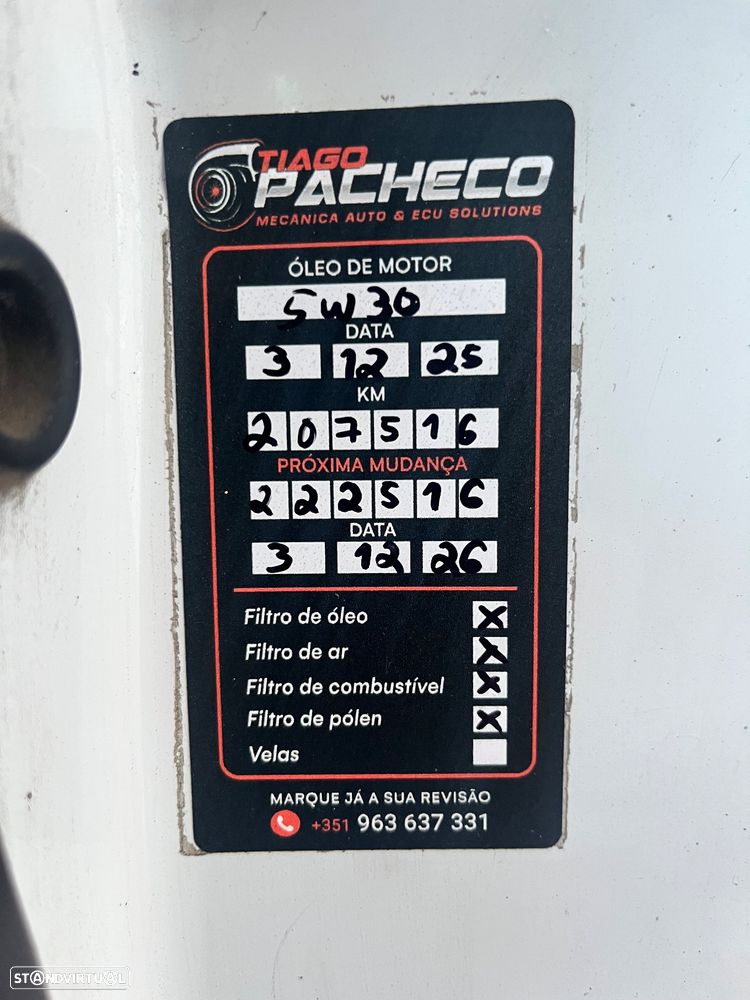 TIAGO
PACHECO
MECANICA AUTO & ECU SOLUTIONS
ÓLEO DE MOTOR
5W30
DATA
3 12 25
KM
207516
PRÓXIMA MUDANÇA
222516
DATA
3 12 26
Filtro de óleo X
Filtro de ar X
Filtro de combustível X
Filtro de pólen X
Velas
MARQUE JÁ A SUA REVISÃO
+351 963 637 331
STANDVIRTUAL